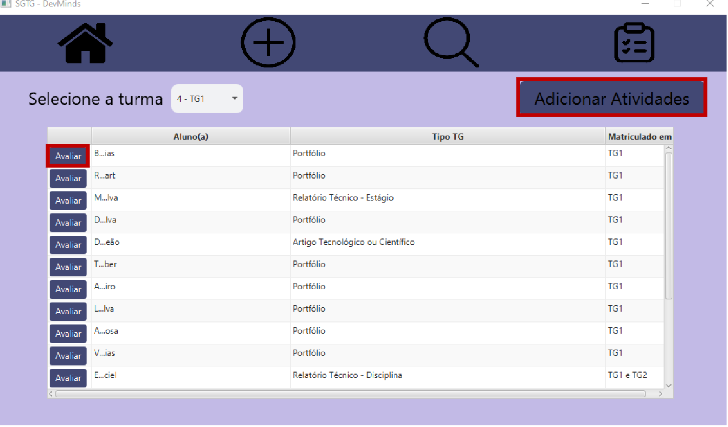 SGTG - DevMinds
Selecione a turma 4 - TG1 Adicionar Atividades
Aluno(a) Tipo TG Matriculado em
Avaliar B...ias Portfólio TG1
Avaliar R...art Portfólio TG1
Avaliar M...lva Relatório Técnico - Estágio TG1
Avaliar D...lva Portfólio TG1
Avaliar D...eão Artigo Tecnológico ou Científico TG1
Avaliar T...ber Portfólio TG1
Avaliar A...iro Portfólio TG1
Avaliar L...lva Portfólio TG1
Avaliar A...osa Portfólio TG1
Avaliar V...ias Portfólio TG1
Avaliar E...ciel Relatório Técnico - Disciplina TG1 e TG2